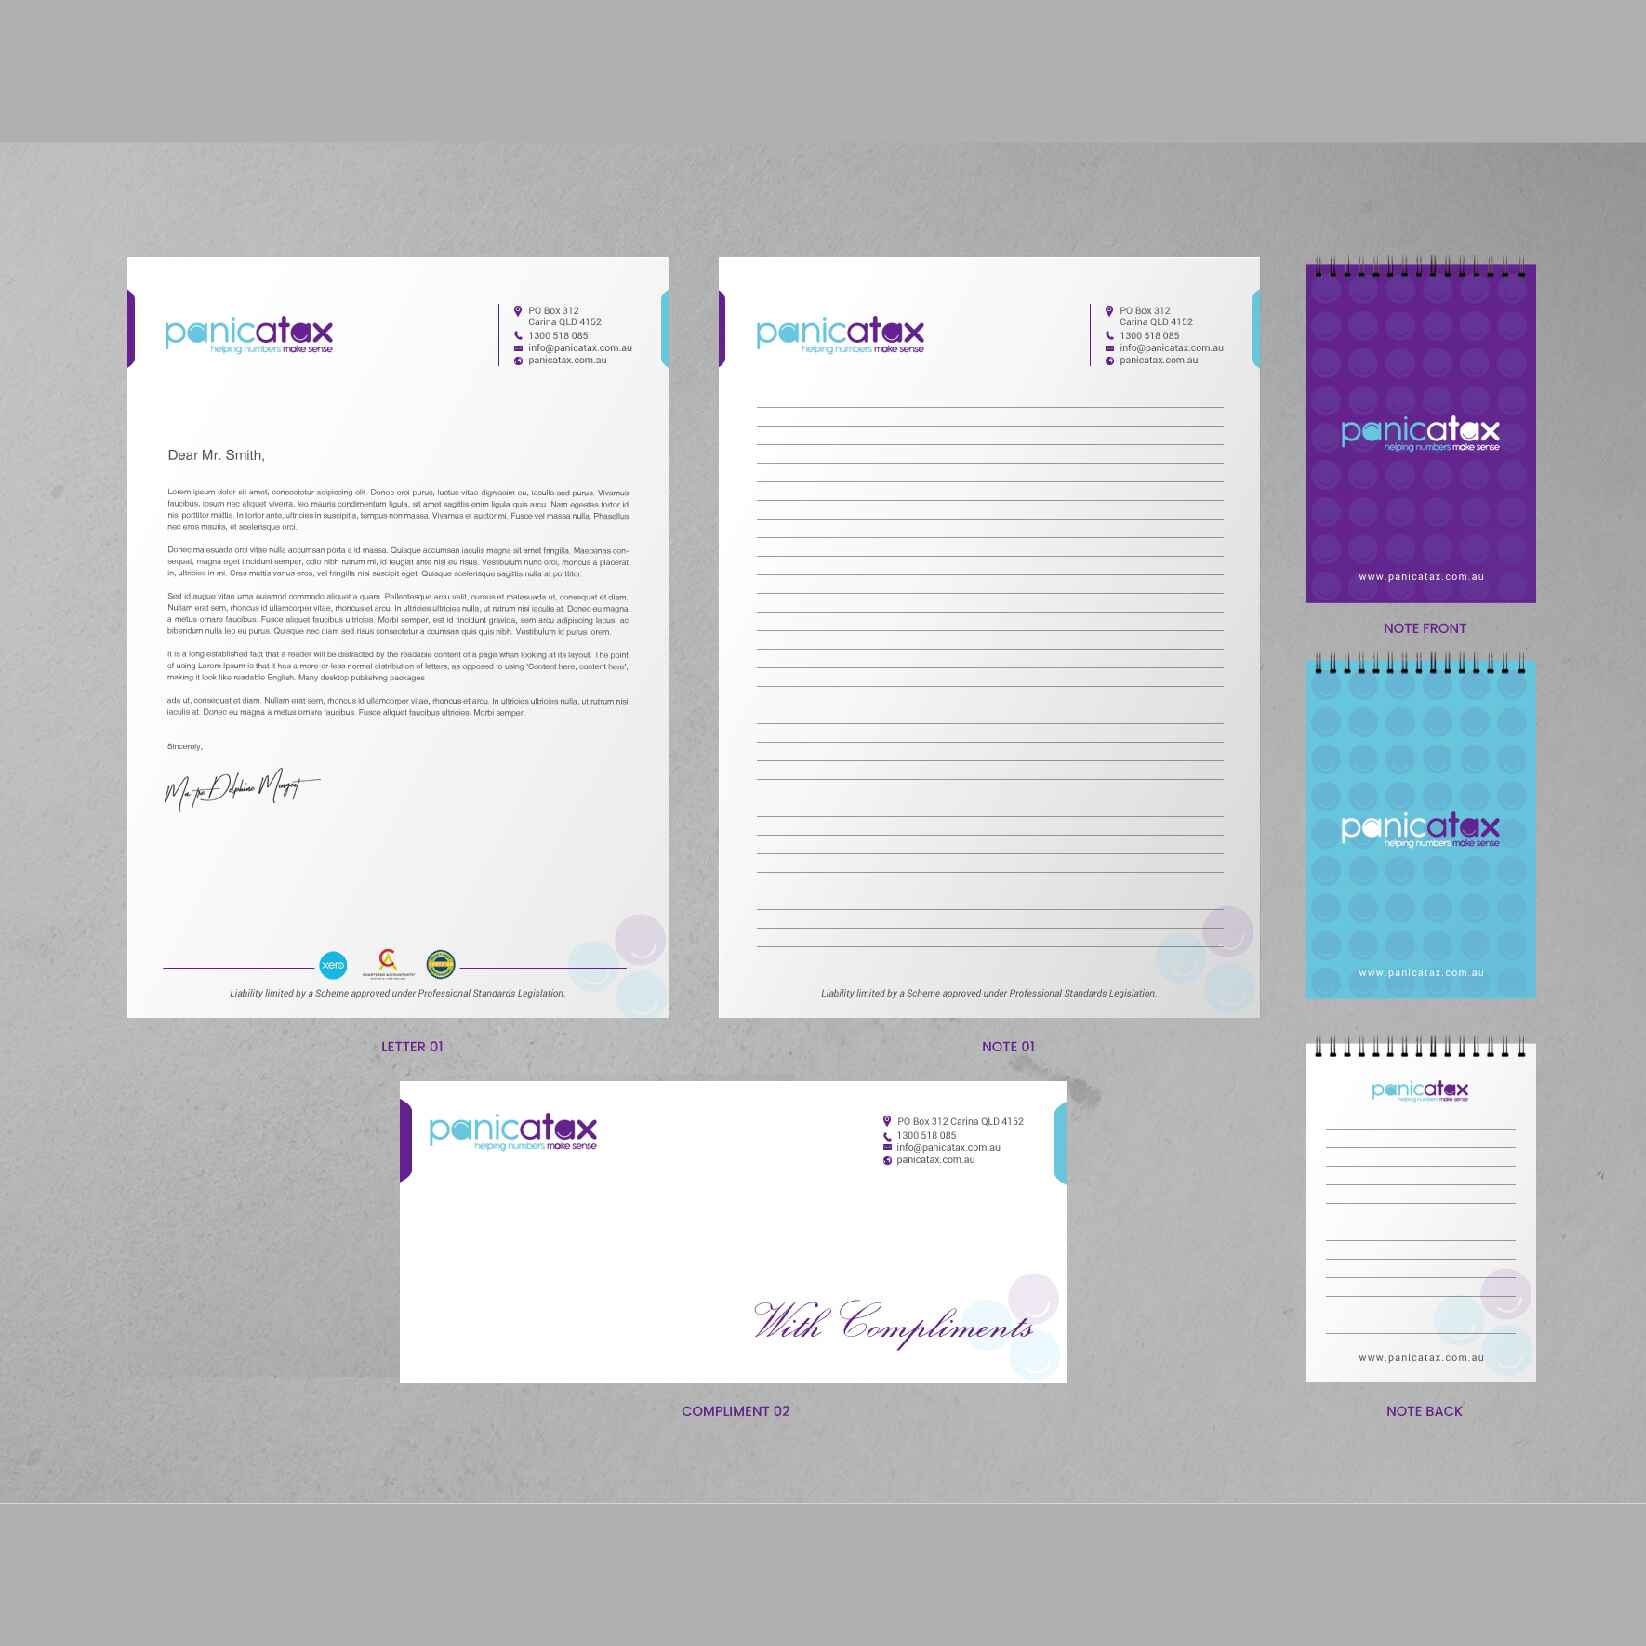 panicatax
helping numbers make sense
PO Box 312
Carina QLD 4152
1300 518 085
info@panicatax.com.au
panicatax.com.au
Dear Mr. Smith,
Lorem ipsum dolor sit amet, consectetur adipiscing elit. Donec orci purus, luctus vitae dignissim eu, iaculis sed purus. Vivamus
faucibus, ipsum nec aliquet viverra, leo mauris condimentum ligula, sit amet sagittis enim ligula quis arcu. Nam egestas tortor id
nisi porttitor mattis. In tortor ante, ultricies in suscipit a, tempus non massa. Vivamus et auctor mi. Fusce vel massa nulla. Phasellus
nec eros mauris, et scelerisque orci.
Donec malesuada orci vitae nulla accumsan porta a id massa. Quisque accumsan iaculis magna sit amet fringilla. Maecenas con-
sequat, magna eget tincidunt semper, odio nibh rutrum mi, id feugiat ante nisl eu risus. Vestibulum nunc orci, rhoncus a placerat
in, ultricies in mi. Cras mattis varius eros, vel fringilla nisi suscipit eget. Quisque scelerisque sagittis nulla at porttitor.
Sed id augue vitae urna euismod commodo aliquet a quam. Pellentesque arcu velit, cursus et malesuada ut, consequat et diam.
Nullam erat sem, rhoncus id ullamcorper vitae, rhoncus et arcu. In ultricies ultricies nulla, ut rutrum nisi iaculis at. Donec eu magna
a metus ornare faucibus. Fusce aliquet faucibus ultricies. Morbi semper, est id tincidunt gravida, sem arcu adipiscing lacus, ac
bibendum nulla leo eu purus. Quisque nec diam sed risus consectetur accumsan quis quis nibh. Vestibulum id purus lorem.
It is a long established fact that a reader will be distracted by the readable content of a page when looking at its layout. The point
of using Lorem Ipsum is that it has a more-or-less normal distribution of letters, as opposed to using 'Content here, content here',
making it look like readable English. Many desktop publishing packages
ada ut, consequat et diam. Nullam erat sem, rhoncus id ullamcorper vitae, rhoncus et arcu. In ultricies ultricies nulla, ut rutrum nisi
iaculis at. Donec eu magna a metus ornare faucibus. Fusce aliquet faucibus ultricies. Morbi semper.
Sincerely,
xero
CHARTERED ACCOUNTANTS
Liability limited by a Scheme approved under Professional Standards Legislation.
LETTER 01
panicatax
helping numbers make sense
PO Box 312
Carina QLD 4152
1300 518 085
info@panicatax.com.au
panicatax.com.au
Liability limited by a Scheme approved under Professional Standards Legislation.
NOTE 01
panicatax
helping numbers make sense
www.panicatax.com.au
NOTE FRONT
panicatax
helping numbers make sense
www.panicatax.com.au
panicatax
helping numbers make sense
PO Box 312 Carina QLD 4152
1300 518 085
info@panicatax.com.au
panicatax.com.au
With Compliments
COMPLIMENT 02
panicatax
helping numbers make sense
www.panicatax.com.au
NOTE BACK